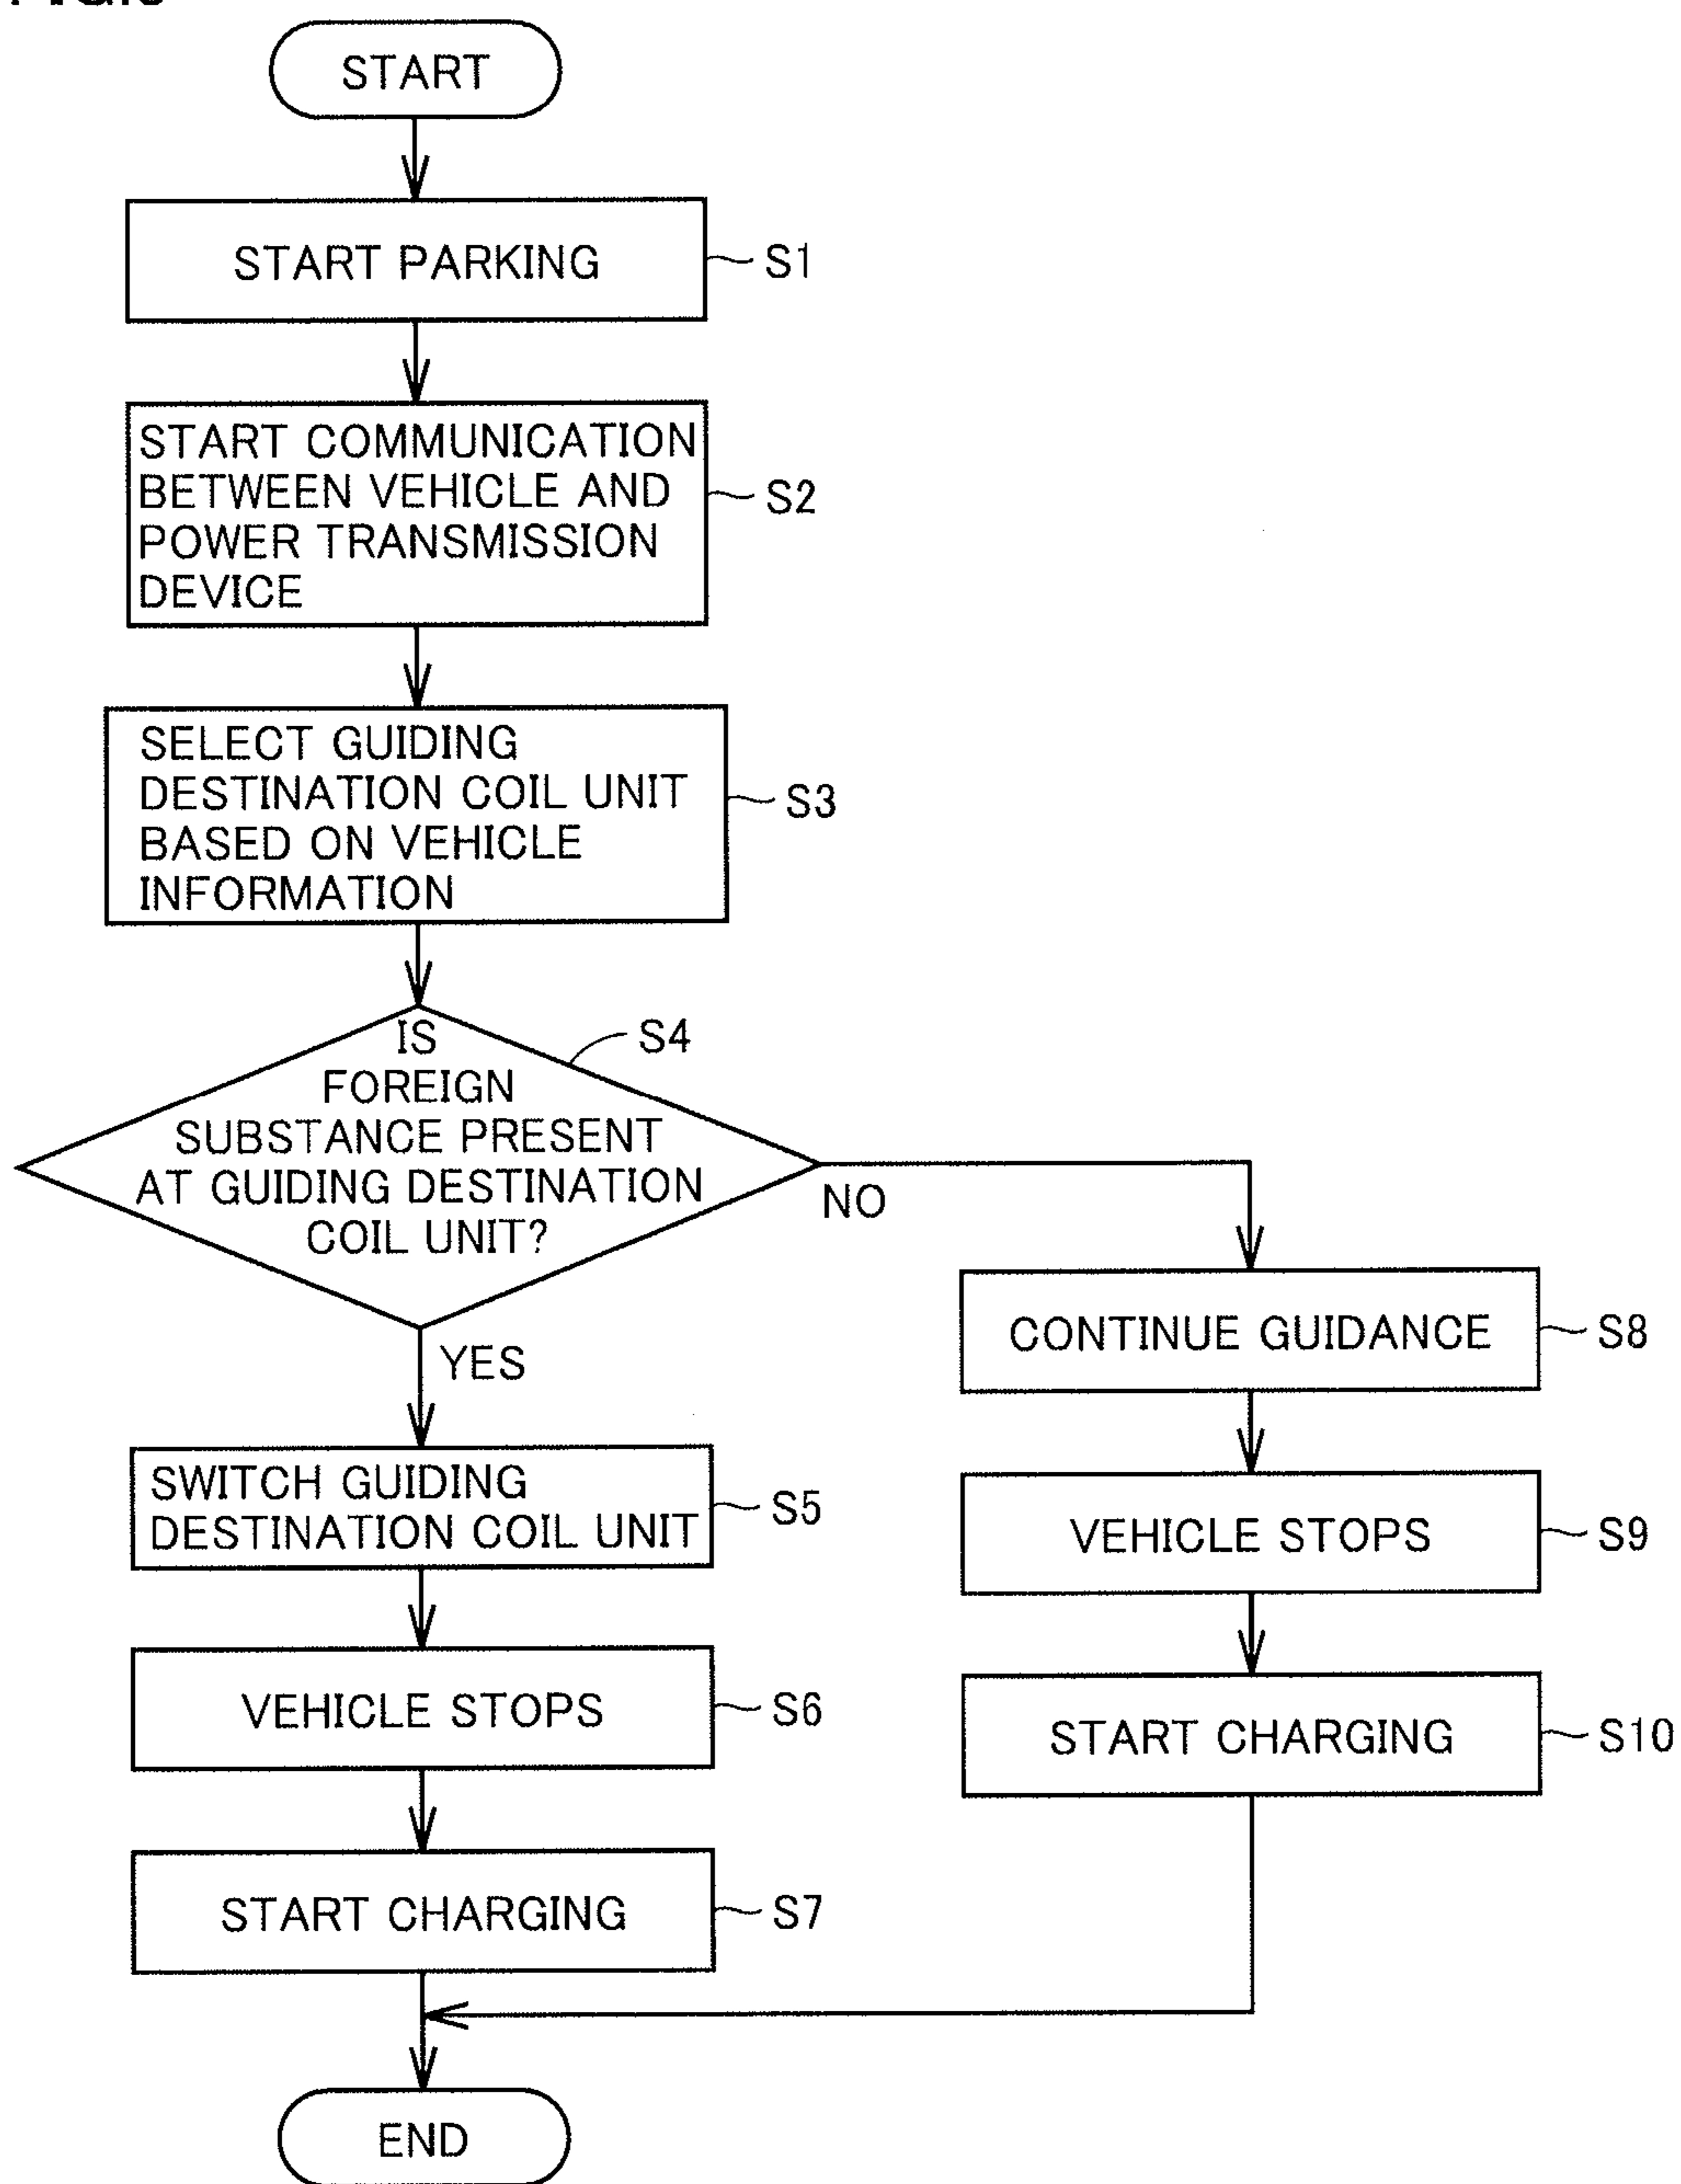 START
START PARKING
S1
START COMMUNICATION
BETWEEN VEHICLE AND
POWER TRANSMISSION
DEVICE
S2
SELECT GUIDING
DESTINATION COIL UNIT
BASED ON VEHICLE
INFORMATION
S3
IS
FOREIGN
SUBSTANCE PRESENT
AT GUIDING DESTINATION
COIL UNIT?
S4
NO
YES
SWITCH GUIDING
DESTINATION COIL UNIT
S5
VEHICLE STOPS
S6
START CHARGING
S7
CONTINUE GUIDANCE
S8
VEHICLE STOPS
S9
START CHARGING
S10
END